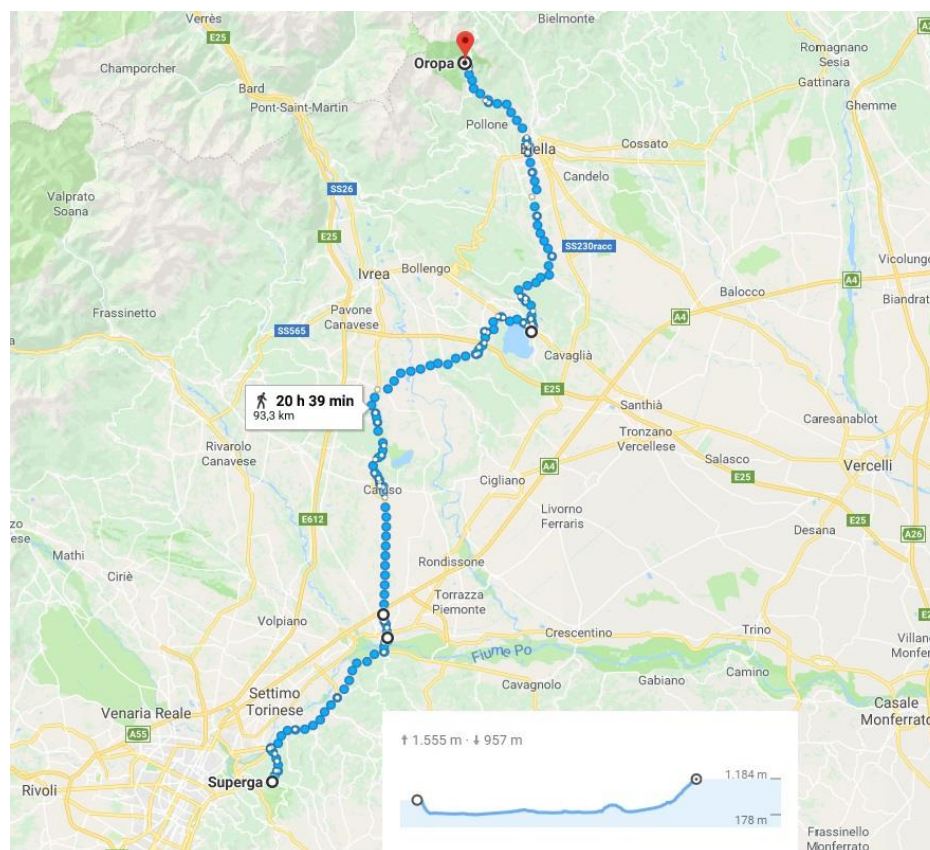 Verrès
Bielmonte
E25
Oropa
Romagnano
Sesia
Champorcher
Gattinara
Bard
Pont-Saint-Martin
Ghemme
Pollone
Biella
Cossato
Candelo
SS26
Valprato
Soana
E25
SS230racc
Vicolungo
Ivrea
Bollengo
A4
Balocco
Biandrat
Frassinetto
Pavone
Canavese
A4
SS565
Cavaglià
E25
20 h 39 min
93,3 km
Santhià
Caresanablot
Rivarolo
Canavese
Tronzano
Vercellese
Salasco
Vercelli
A4
Cigliano
E25
Caluso
Livorno
Ferraris
E612
Desana
E25
A26
Mathi
Rondissone
Ciriè
Torrazza
Piemonte
Volpiano
Crescentino
Trino
Fiume Po
Gabiano
Camino
Cavagnolo
Settimo
Torinese
Venaria Reale
Casale
Monferrato
A55
↑ 1.555 m · ↓ 957 m
Superga
1.184 m
Rivoli
178 m
Frassinello
Monferrato